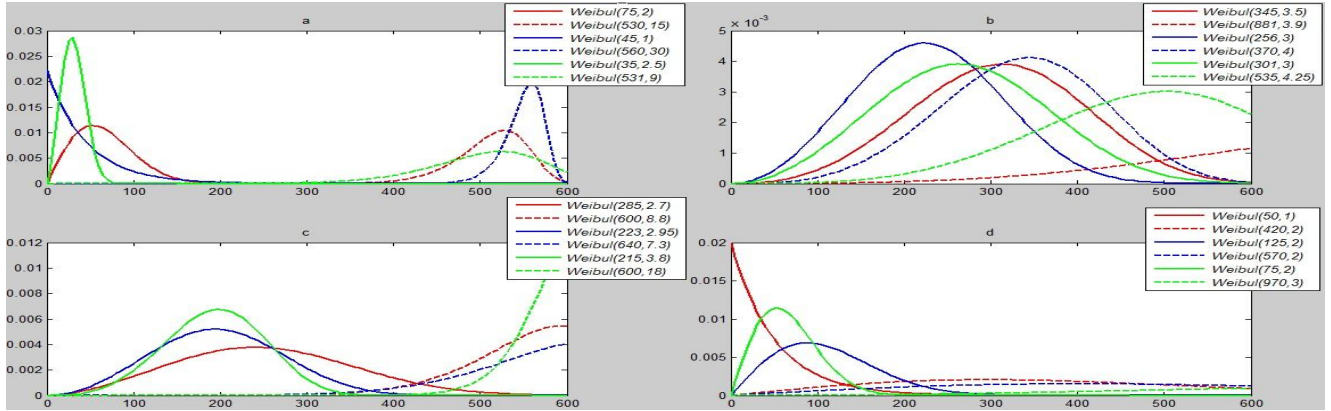 a
Weibul(75,2)
Weibul(530,15)
Weibul(45,1)
Weibul(560,30)
Weibul(35,2.5)
Weibul(531,9)
0.03
0.025
0.02
0.015
0.01
0.005
0
0 100 200 300 400 500 600
b
× 10⁻³
Weibul(345,3.5)
Weibul(881,3.9)
Weibul(256,3)
Weibul(370,4)
Weibul(301,3)
Weibul(535,4.25)
5
4
3
2
1
0
0 100 200 300 400 500 600
c
Weibul(285,2.7)
Weibul(600,8.8)
Weibul(223,2.95)
Weibul(640,7.3)
Weibul(215,3.8)
Weibul(600,18)
0.012
0.01
0.008
0.006
0.004
0.002
0
0 100 200 300 400 500 600
d
Weibul(50,1)
Weibul(420,2)
Weibul(125,2)
Weibul(570,2)
Weibul(75,2)
Weibul(970,3)
0.02
0.015
0.01
0.005
0
0 100 200 300 400 500 600